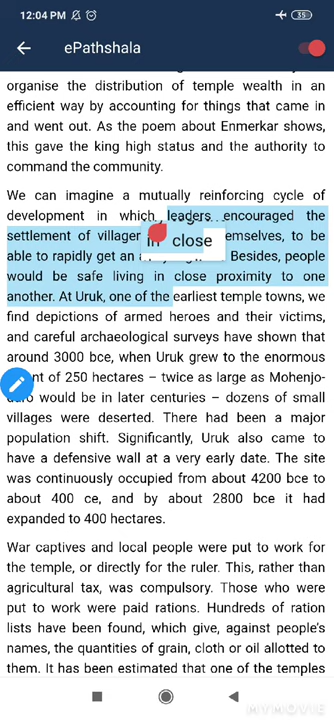 12:04 PM
35
ePathshala
organise the distribution of temple wealth in an
efficient way by accounting for things that came in
and went out. As the poem about Enmerkar shows,
this gave the king high status and the authority to
command the community.
We can imagine a mutually reinforcing cycle of
development in which leaders encouraged the
settlement of villager emselves, to be
in close
able to rapidly get an Besides, people
would be safe living in close proximity to one
another. At Uruk, one of the earliest temple towns, we
find depictions of armed heroes and their victims,
and careful archaeological surveys have shown that
around 3000 bce, when Uruk grew to the enormous
nt of 250 hectares – twice as large as Mohenjo-
would be in later centuries – dozens of small
villages were deserted. There had been a major
population shift. Significantly, Uruk also came to
have a defensive wall at a very early date. The site
was continuously occupied from about 4200 bce to
about 400 ce, and by about 2800 bce it had
expanded to 400 hectares.
War captives and local people were put to work for
the temple, or directly for the ruler. This, rather than
agricultural tax, was compulsory. Those who were
put to work were paid rations. Hundreds of ration
lists have been found, which give, against people's
names, the quantities of grain, cloth or oil allotted to
them. It has been estimated that one of the temples
MYMOVIE